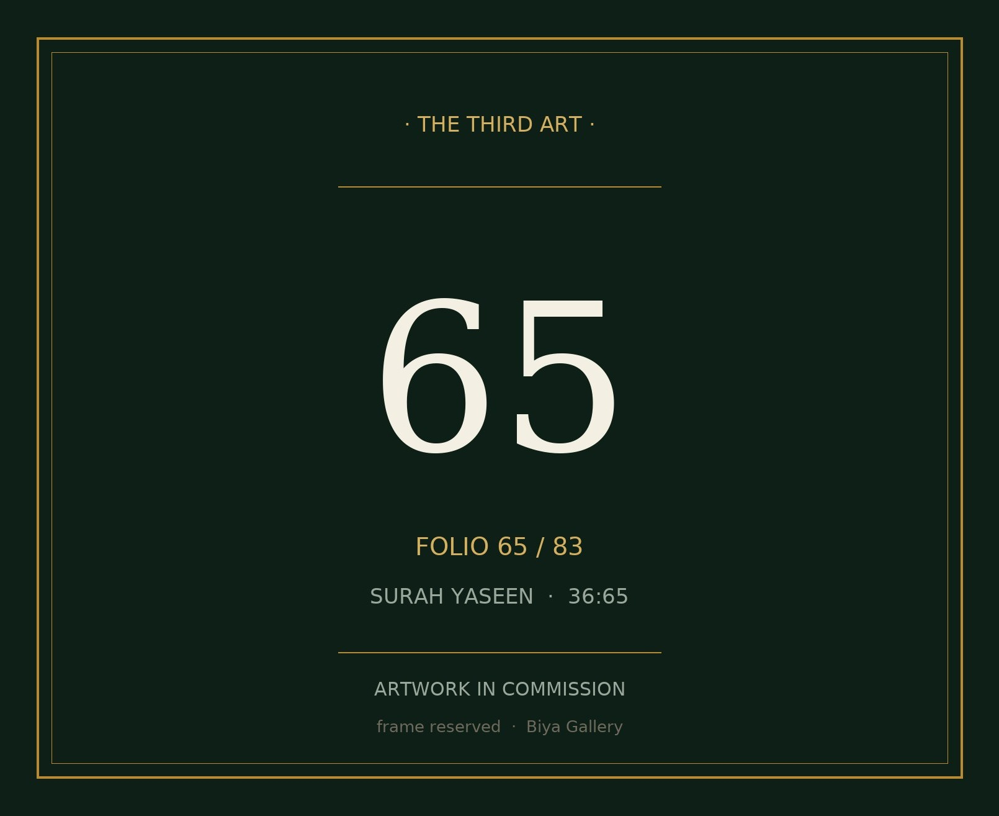 · THE THIRD ART ·
65
FOLIO 65 / 83
SURAH YASEEN · 36:65
ARTWORK IN COMMISSION
frame reserved · Biya Gallery